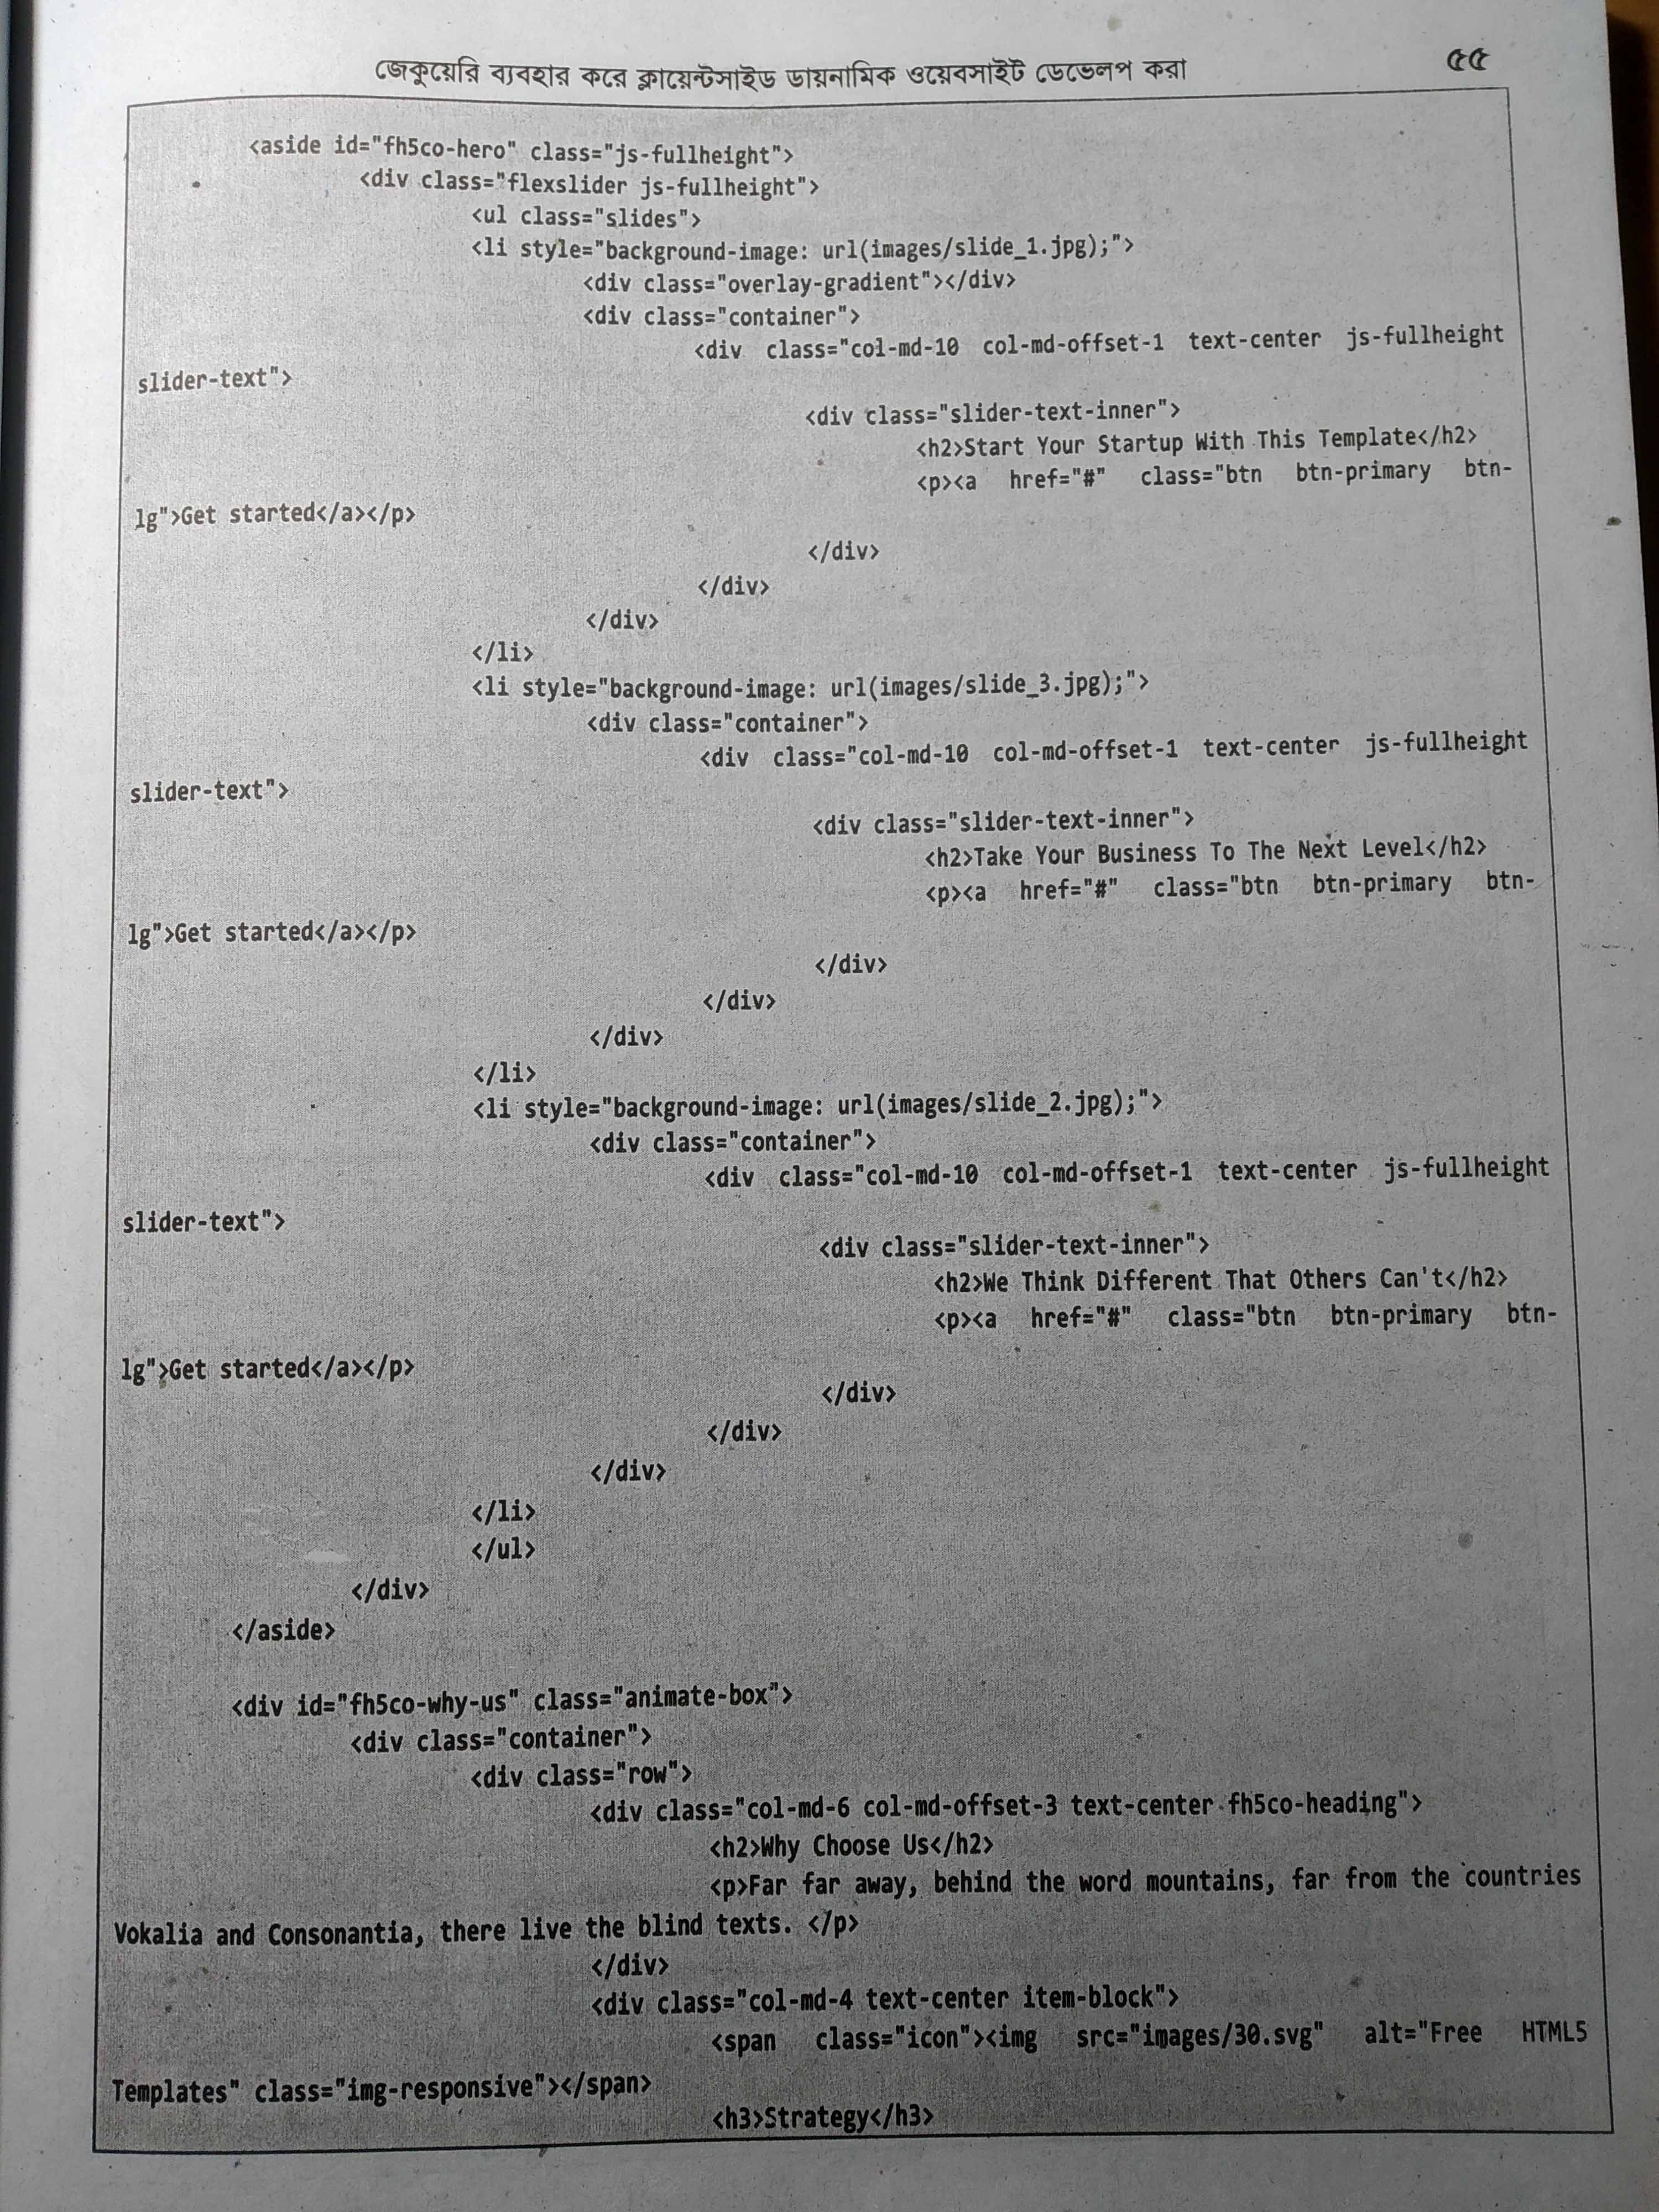 জেকুয়েরি ব্যবহার করে ক্লায়েন্টসাইড ডায়নামিক ওয়েবসাইট ডেভেলপ করা ৫৫
<aside id="fh5co-hero" class="js-fullheight">
<div class="flexslider js-fullheight">
<ul class="slides">
<li style="background-image: url(images/slide_1.jpg);">
<div class="overlay-gradient"></div>
<div class="container">
<div class="col-md-10 col-md-offset-1 text-center js-fullheight
slider-text">
<div class="slider-text-inner">
<h2>Start Your Startup With This Template</h2>
<p><a href="#" class="btn btn-primary btn-
lg">Get started</a></p>
</div>
</div>
</div>
</li>
<li style="background-image: url(images/slide_3.jpg);">
<div class="container">
<div class="col-md-10 col-md-offset-1 text-center js-fullheight
slider-text">
<div class="slider-text-inner">
<h2>Take Your Business To The Next Level</h2>
<p><a href="#" class="btn btn-primary btn-
lg">Get started</a></p>
</div>
</div>
</div>
</li>
<li style="background-image: url(images/slide_2.jpg);">
<div class="container">
<div class="col-md-10 col-md-offset-1 text-center js-fullheight
slider-text">
<div class="slider-text-inner">
<h2>We Think Different That Others Can't</h2>
<p><a href="#" class="btn btn-primary btn-
lg">Get started</a></p>
</div>
</div>
</div>
</li>
</ul>
</div>
</aside>
<div id="fh5co-why-us" class="animate-box">
<div class="container">
<div class="row">
<div class="col-md-6 col-md-offset-3 text-center fh5co-heading">
<h2>Why Choose Us</h2>
<p>Far far away, behind the word mountains, far from the countries
Vokalia and Consonantia, there live the blind texts. </p>
</div>
<div class="col-md-4 text-center item-block">
<span class="icon"><img src="images/30.svg" alt="Free HTML5
Templates" class="img-responsive"></span>
<h3>Strategy</h3>